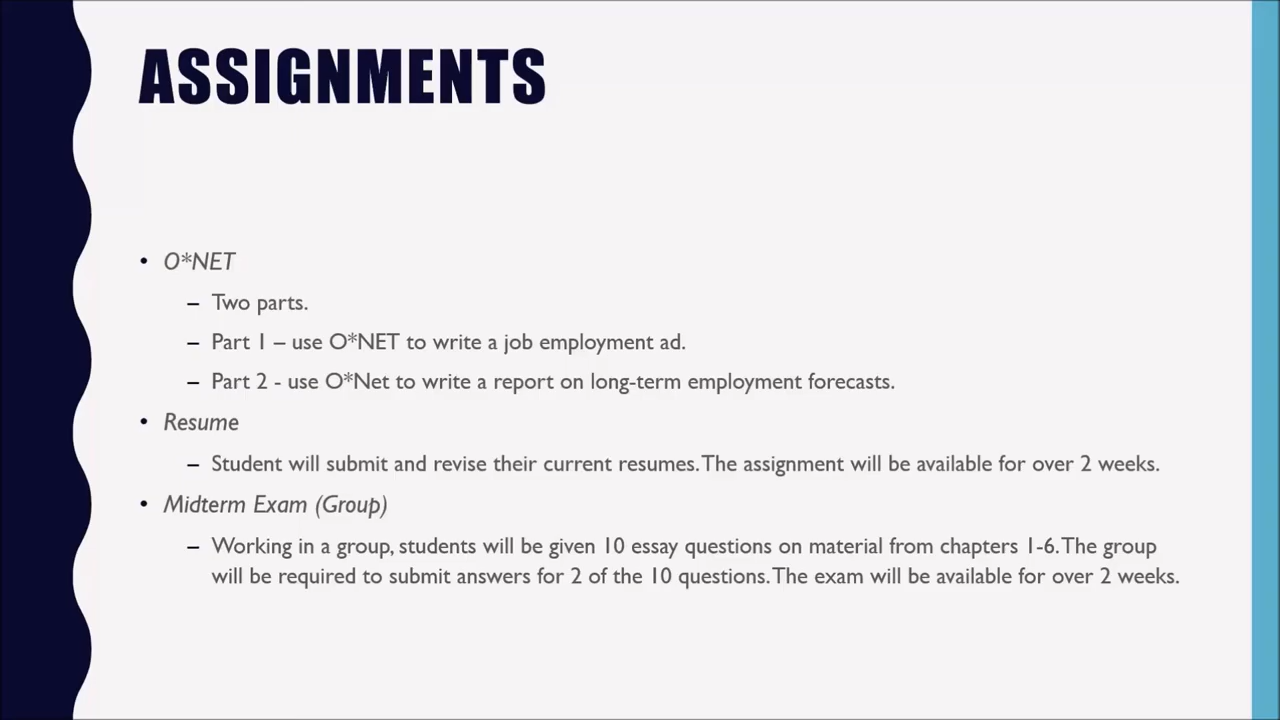 ASSIGNMENTS
• O*NET
– Two parts.
– Part 1 – use O*NET to write a job employment ad.
– Part 2 - use O*Net to write a report on long-term employment forecasts.
• Resume
– Student will submit and revise their current resumes. The assignment will be available for over 2 weeks.
• Midterm Exam (Group)
– Working in a group, students will be given 10 essay questions on material from chapters 1-6. The group
will be required to submit answers for 2 of the 10 questions. The exam will be available for over 2 weeks.